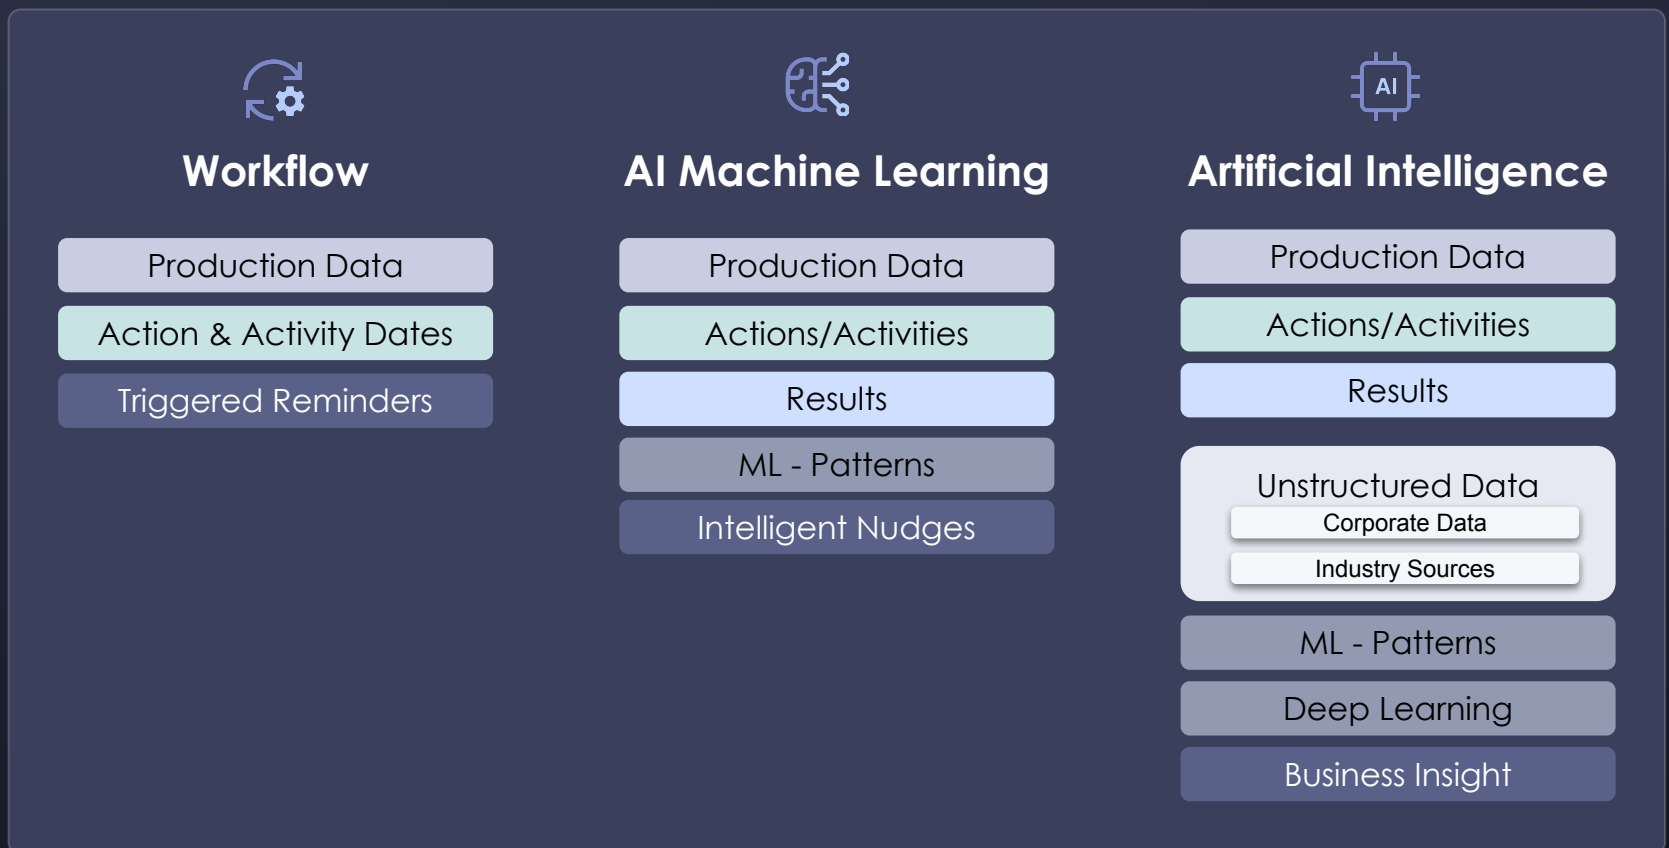 Workflow
Production Data
Action & Activity Dates
Triggered Reminders
AI Machine Learning
Production Data
Actions/Activities
Results
ML - Patterns
Intelligent Nudges
AI
Artificial Intelligence
Production Data
Actions/Activities
Results
Unstructured Data
Corporate Data
Industry Sources
ML - Patterns
Deep Learning
Business Insight